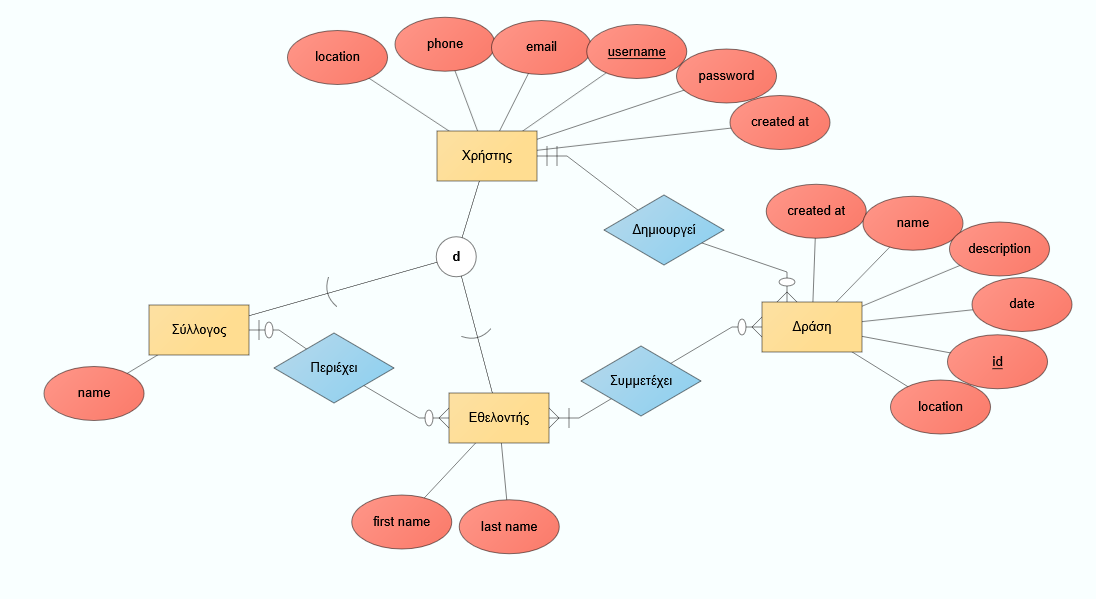 location
phone
email
username
password
created at
Χρήστης
created at
name
Δημιουργεί
description
d
date
Σύλλογος
Δράση
id
Περιέχει
Συμμετέχει
name
location
Εθελοντής
first name
last name